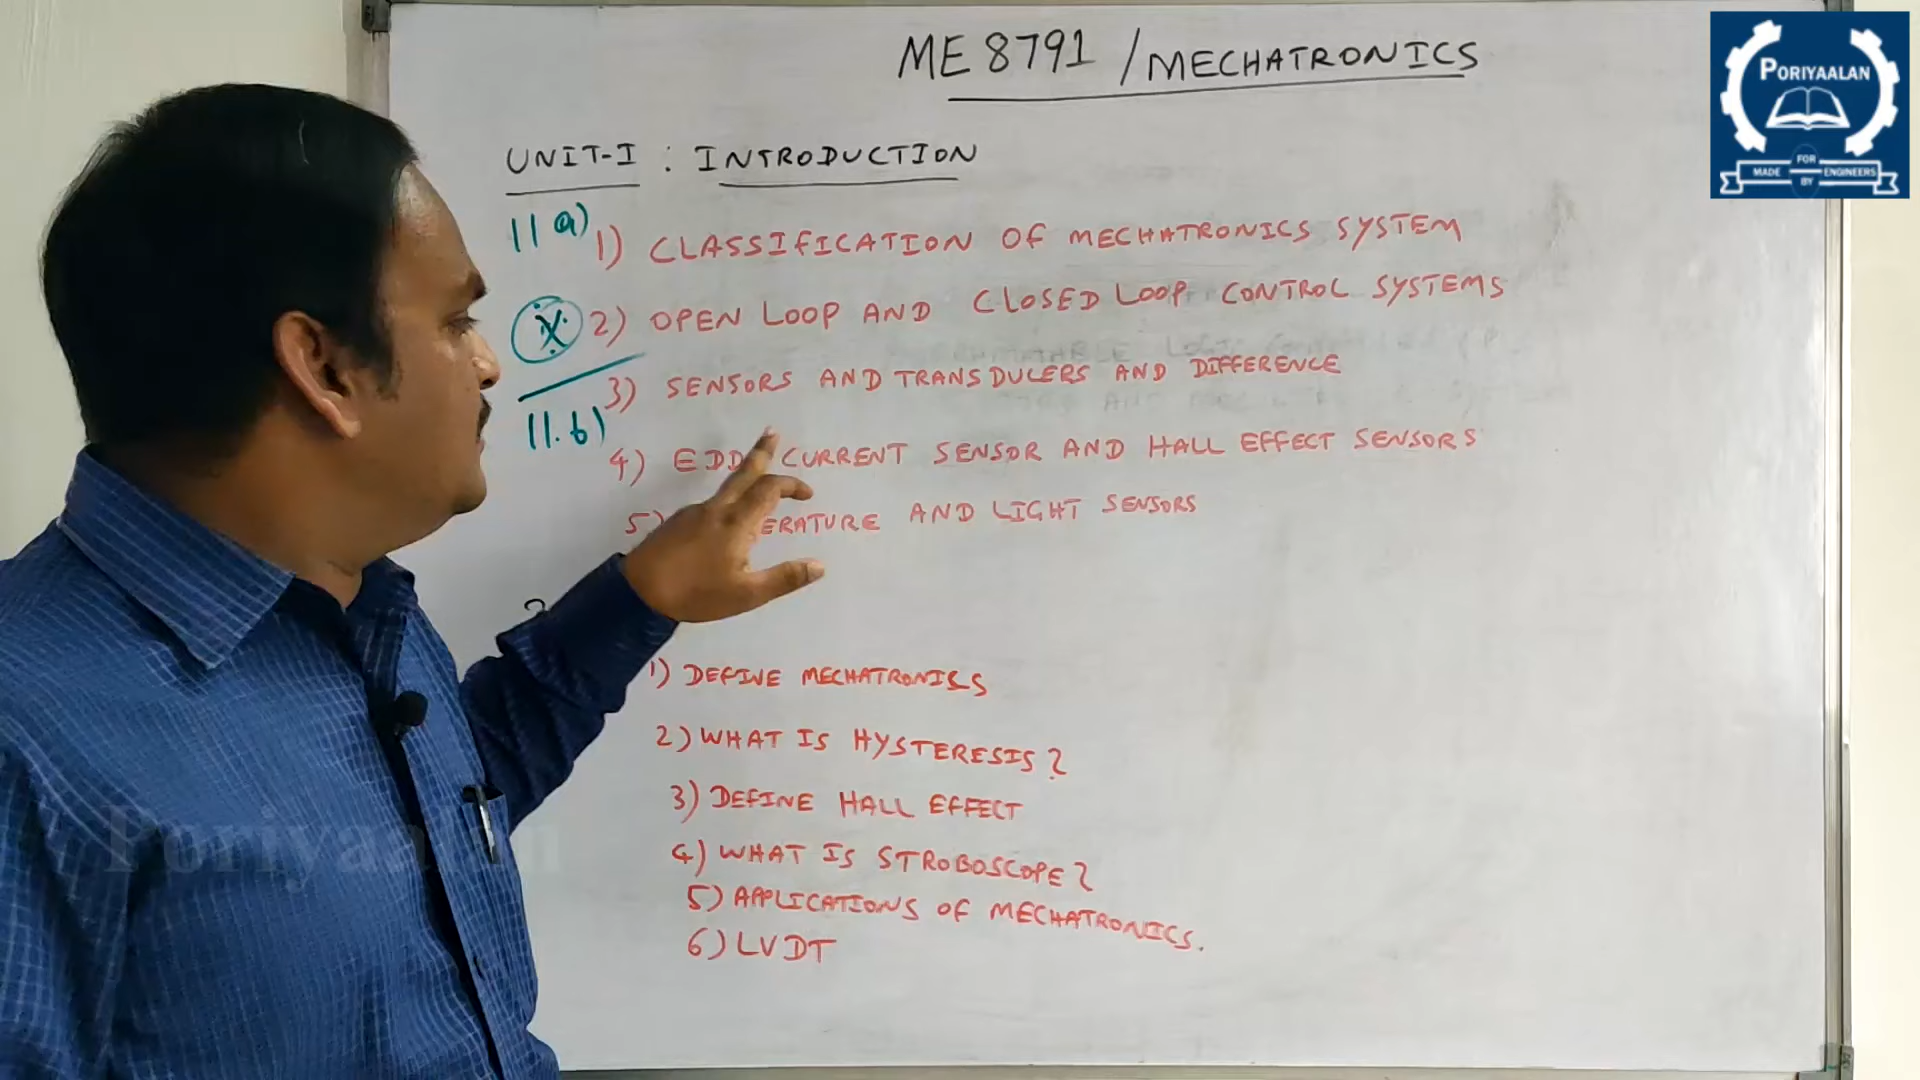 ME 8791 / MECHATRONICS
PORIYAALAN
MADE FOR BY ENGINEERS
UNIT-I : INTRODUCTION
11 a) 1) CLASSIFICATION OF MECHATRONICS SYSTEM
X 2) OPEN LOOP AND CLOSED LOOP CONTROL SYSTEMS
3) SENSORS AND TRANSDUCERS AND DIFFERENCE
11. b)
4) EDD CURRENT SENSOR AND HALL EFFECT SENSORS
5) ERATURE AND LIGHT SENSORS
1) DEFINE MECHATRONICS
2) WHAT IS HYSTERESIS?
3) DEFINE HALL EFFECT
4) WHAT IS STROBOSCOPE?
5) APPLICATIONS OF MECHATRONICS.
6) LVDT
Poriyaalan